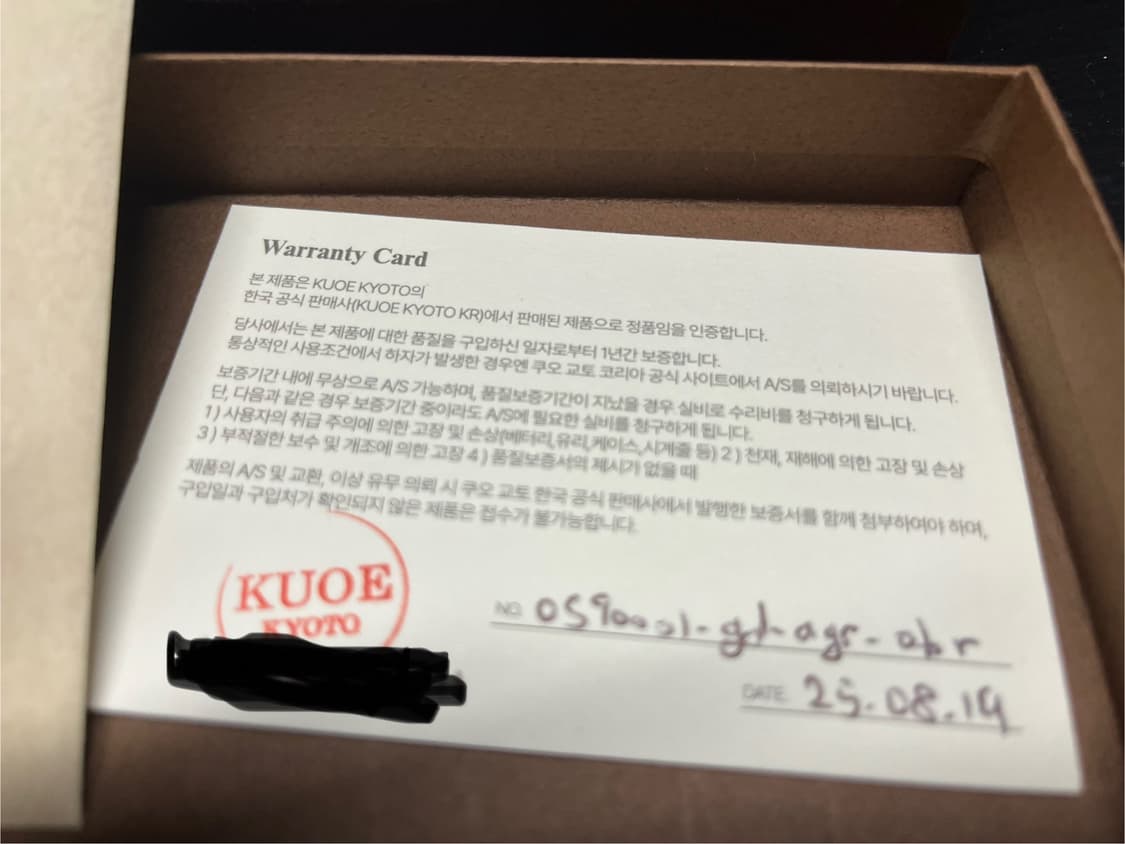 Warranty Card
본 제품은 KUOE KYOTO의
한국 공식 판매사(KUOE KYOTO KR)에서 판매된 제품으로 정품임을 인증합니다.
당사에서는 본 제품에 대한 품질을 구입하신 일자로부터 1년간 보증합니다.
통상적인 사용조건에서 하자가 발생한 경우엔 쿠오 교토 코리아 공식 사이트에서 A/S를 의뢰하시기 바랍니다.
보증기간 내에 무상으로 A/S 가능하며, 품질보증기간이 지났을 경우 실비로 수리비를 청구하게 됩니다.
단, 다음과 같은 경우 보증기간 중이라도 A/S에 필요한 실비를 청구하게 됩니다.
1) 사용자의 취급 주의에 의한 고장 및 손상(베터리,유리,케이스,시계줄 등) 2) 천재, 재해에 의한 고장 및 손상
3) 부적절한 보수 및 개조에 의한 고장 4) 품질보증서의 제시가 없을 때
제품의 A/S 및 교환, 이상 유무 의뢰 시 쿠오 교토 한국 공식 판매사에서 발행한 보증서를 함께 첨부하여야 하며,
구입일과 구입처가 확인되지 않은 제품은 접수가 불가능합니다.
KUOE
KYOTO
NO.
DATE. 25.08.19